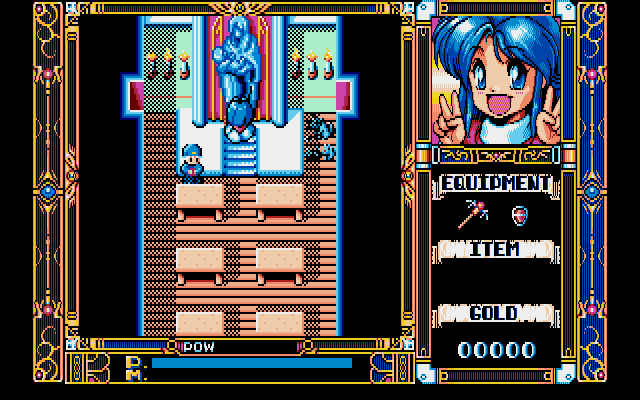 EQUIPMENT
ITEM
GOLD
00000
POW
P.
M.